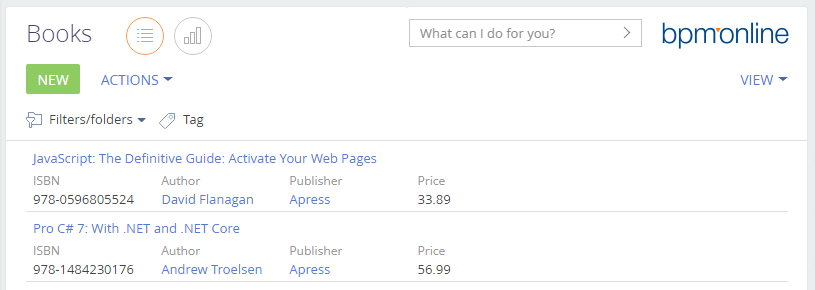 Books What can I do for you? bpm'online
NEW ACTIONS VIEW
Filters/folders Tag
JavaScript: The Definitive Guide: Activate Your Web Pages
ISBN Author Publisher Price
978-0596805524 David Flanagan Apress 33.89
Pro C# 7: With .NET and .NET Core
ISBN Author Publisher Price
978-1484230176 Andrew Troelsen Apress 56.99